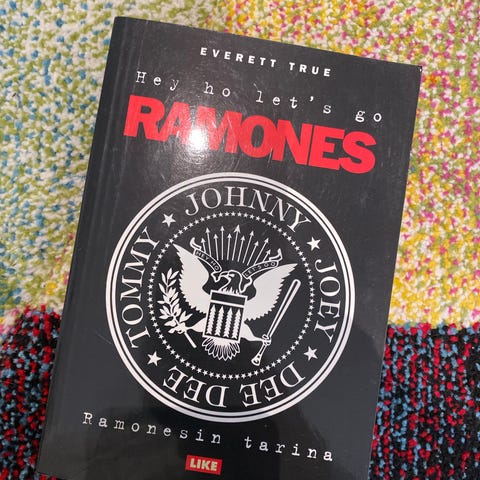 EVERETT TRUE
Hey ho let's go
RAMONES
JOHNNY ★ JOEY ★ DEE DEE ★ TOMMY ★
Ramonesin tarina
LIKE